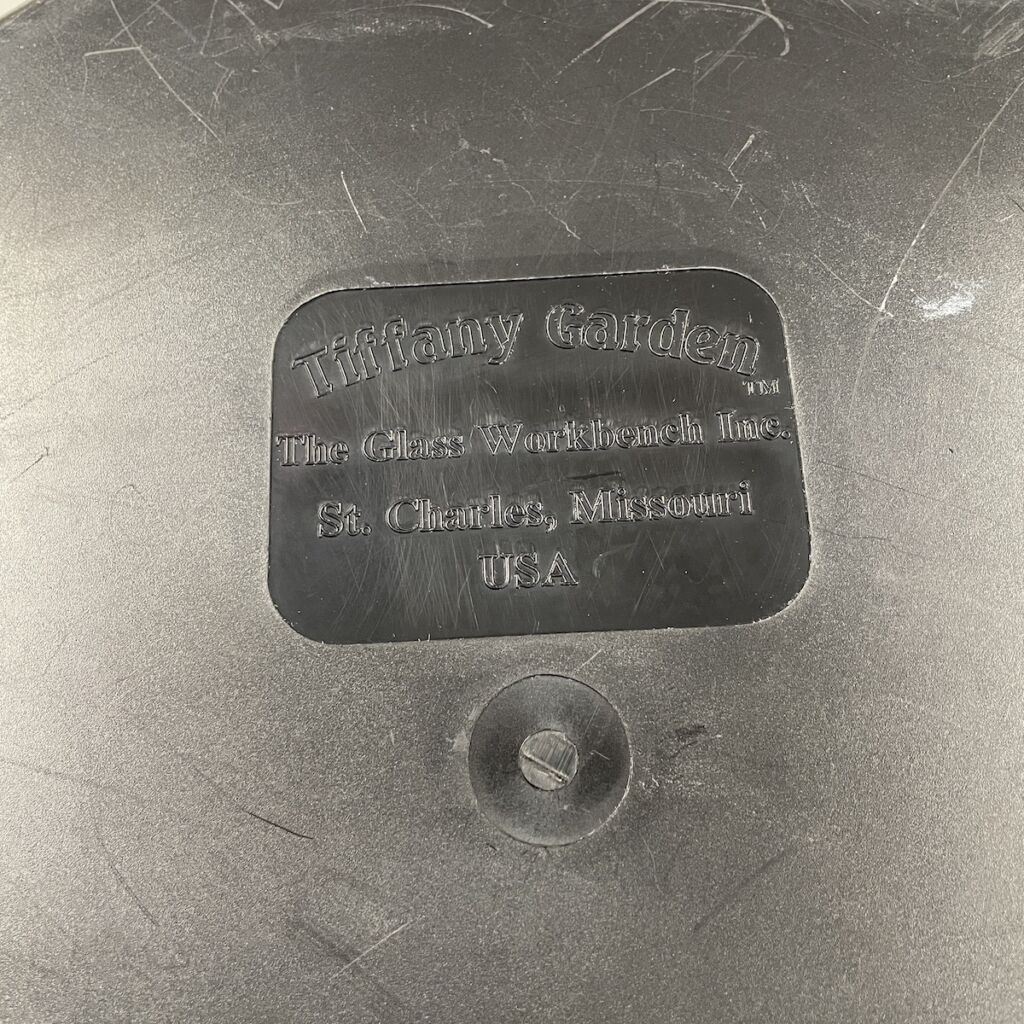 Tiffany Garden
TM
The Glass Workbench Inc.
St. Charles, Missouri
USA